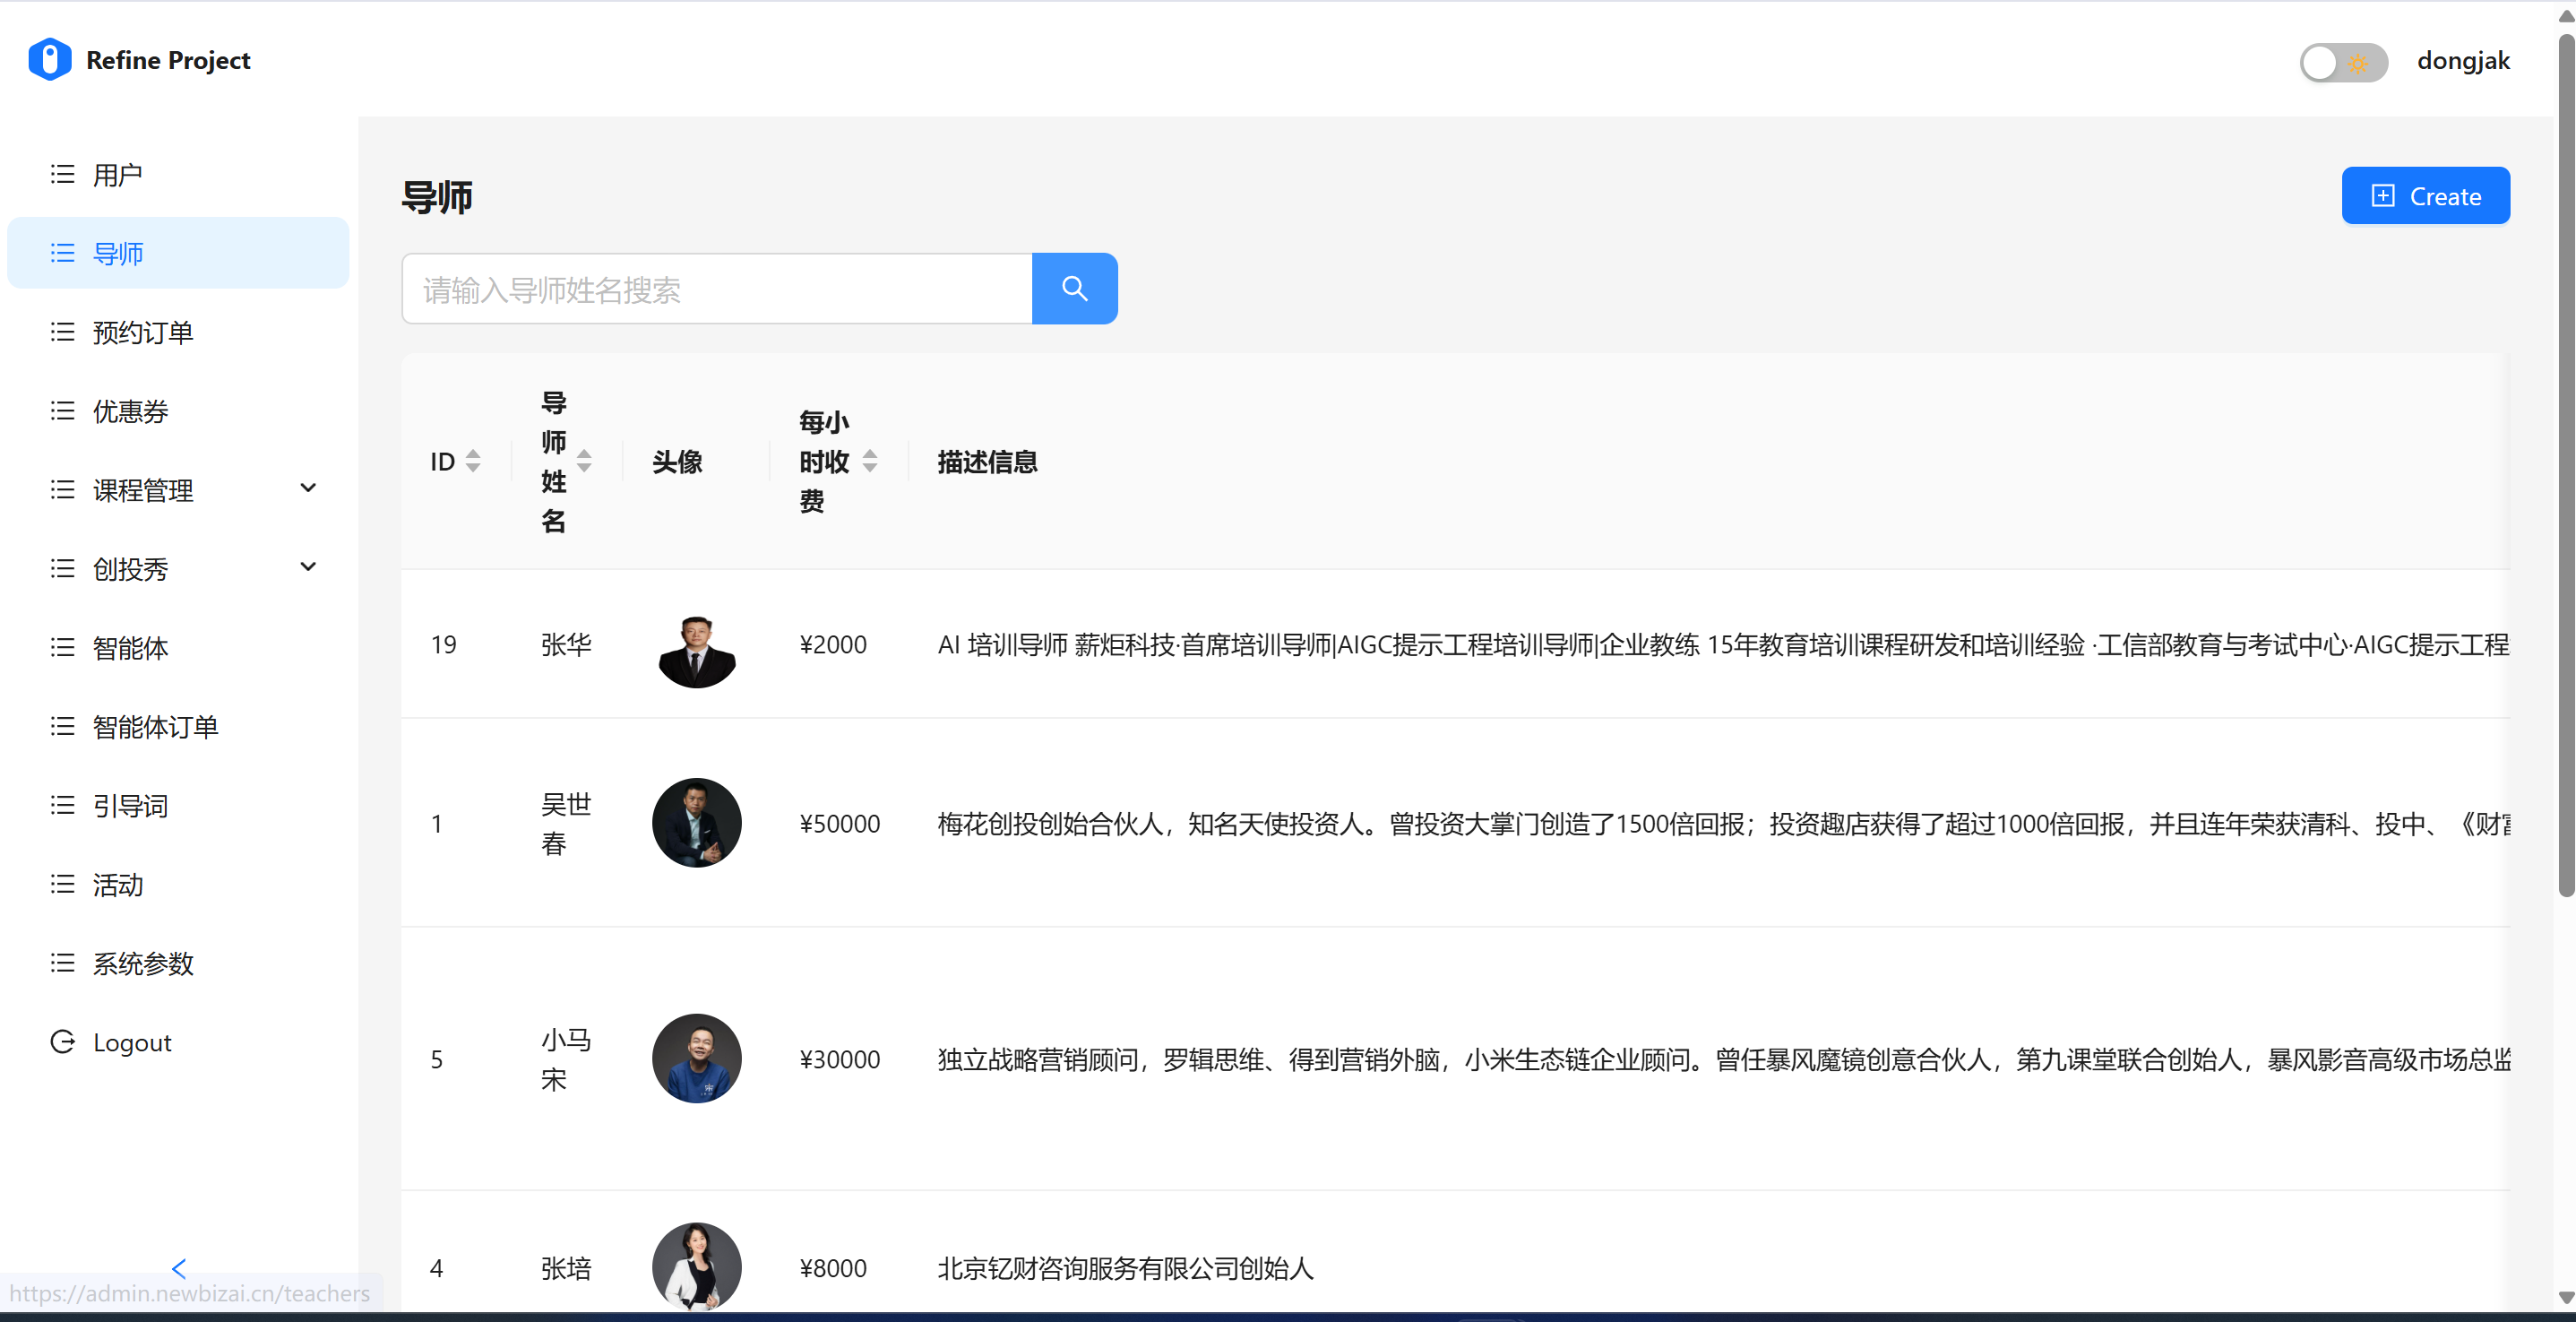 Refine Project
dongjak
用户
导师
预约订单
优惠券
课程管理
创投秀
智能体
智能体订单
引导词
活动
系统参数
Logout
导师
Create
请输入导师姓名搜索
ID
导师姓名
头像
每小时收费
描述信息
19
张华
¥2000
AI 培训导师 薪炬科技·首席培训导师|AIGC提示工程培训导师|企业教练 15年教育培训课程研发和培训经验 ·工信部教育与考试中心·AIGC提示工程
1
吴世春
¥50000
梅花创投创始合伙人，知名天使投资人。曾投资大掌门创造了1500倍回报；投资趣店获得了超过1000倍回报，并且连年荣获清科、投中、《财富
5
小马宋
¥30000
独立战略营销顾问，罗辑思维、得到营销外脑，小米生态链企业顾问。曾任暴风魔镜创意合伙人，第九课堂联合创始人，暴风影音高级市场总监
4
张培
¥8000
北京钇财咨询服务有限公司创始人
https://admin.newbizai.cn/teachers